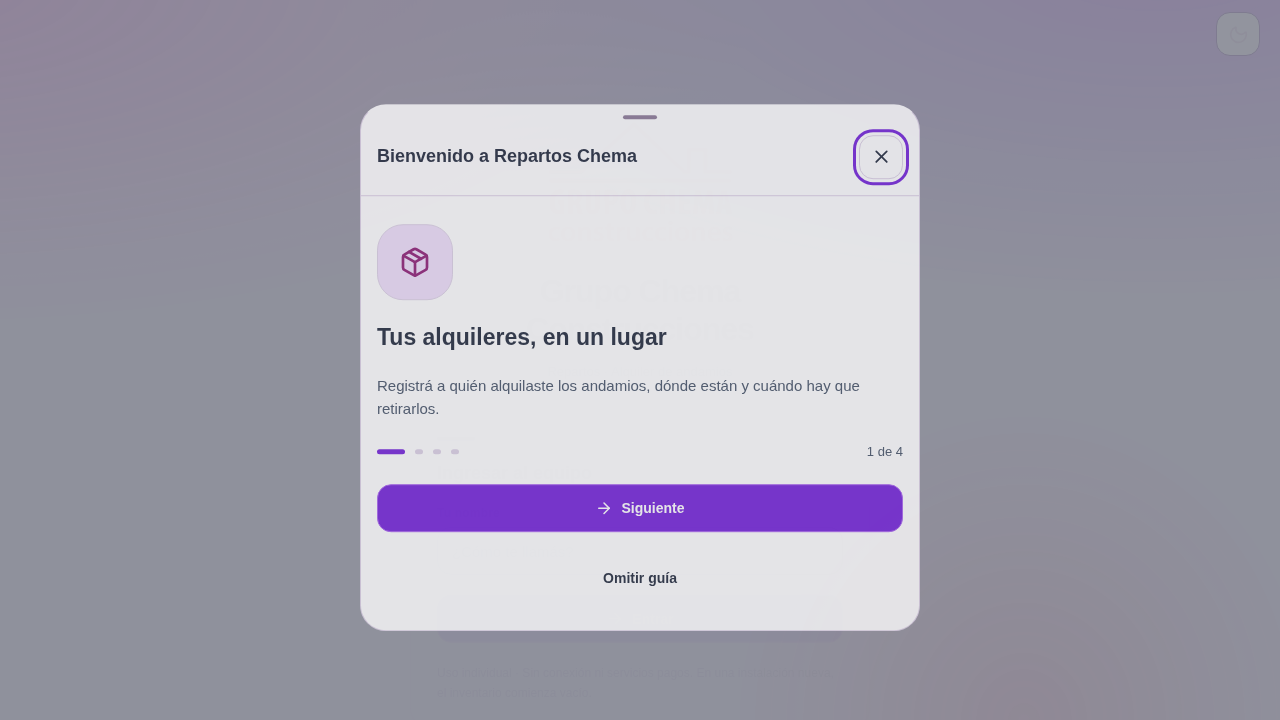 Bienvenido a Repartos Chema
Tus alquileres, en un lugar
Registrá a quién alquilaste los andamios, dónde están y cuándo hay que
retirarlos.
1 de 4
Siguiente
Omitir guía